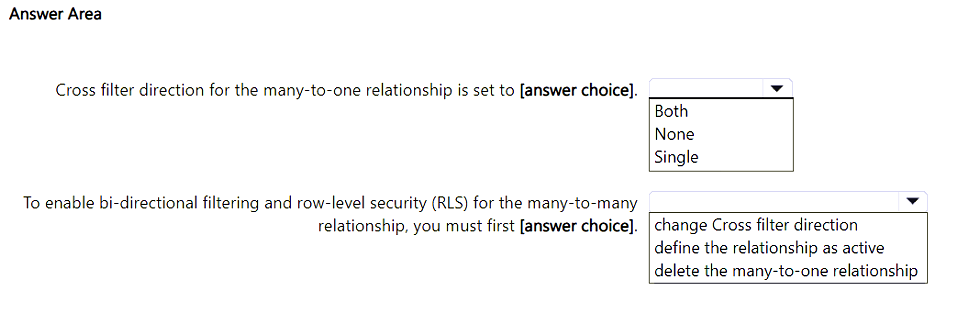 Answer Area
Cross filter direction for the many-to-one relationship is set to [answer choice].
Both
None
Single
To enable bi-directional filtering and row-level security (RLS) for the many-to-many
relationship, you must first [answer choice].
change Cross filter direction
define the relationship as active
delete the many-to-one relationship